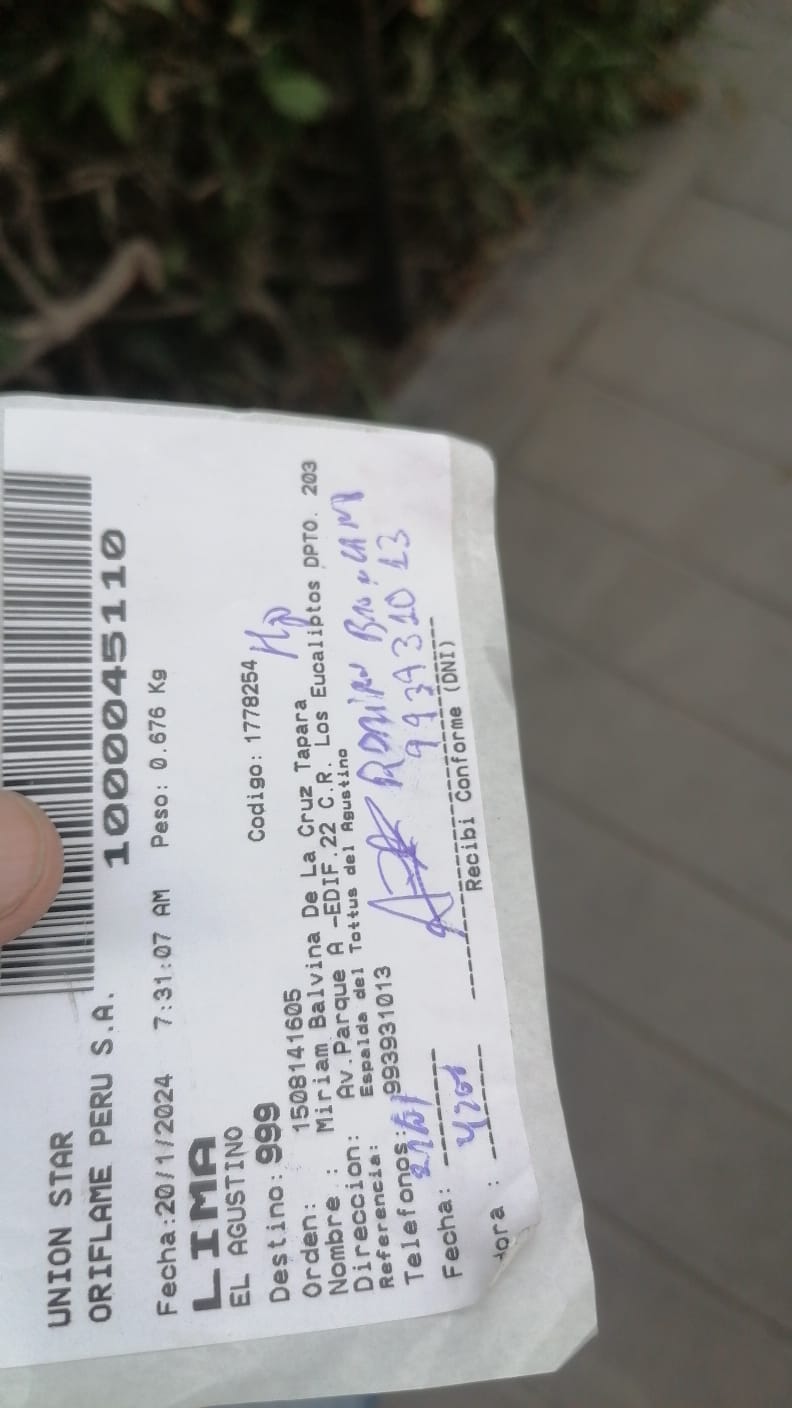 1000045110
UNION STAR
ORIFLAME PERU S.A.
Fecha:20/1/2024 7:31:07 AM Peso: 0.676 Kg
LIMA
EL AGUSTINO
Destino: 999 Codigo: 1778254
Orden: 1508141605
Nombre : Miriam Balvina De La Cruz Tapara
Direccion: Av.Parque A -EDIF.22 C.R. Los Eucaliptos DPTO. 203
Referencia: Espalda del Tottus del Agustino
Telefonos: 993931013
993931013
Fecha:
ora :
Recibi Conforme (DNI)